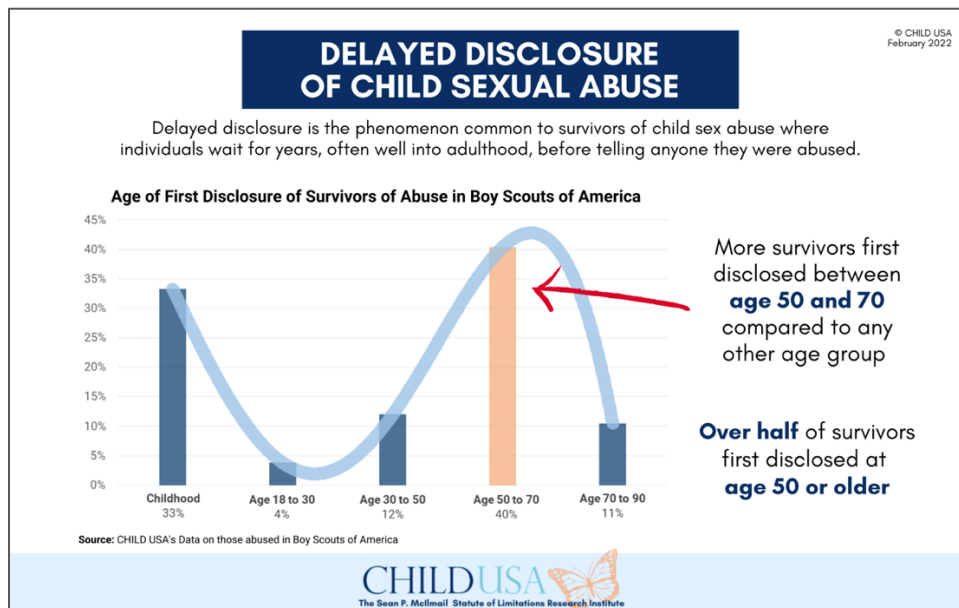 © CHILD USA
February 2022
DELAYED DISCLOSURE
OF CHILD SEXUAL ABUSE
Delayed disclosure is the phenomenon common to survivors of child sex abuse where
individuals wait for years, often well into adulthood, before telling anyone they were abused.
Age of First Disclosure of Survivors of Abuse in Boy Scouts of America
45%
40%
35%
30%
25%
20%
15%
10%
5%
0%
Childhood Age 18 to 30 Age 30 to 50 Age 50 to 70 Age 70 to 90
33% 4% 12% 40% 11%
More survivors first
disclosed between
age 50 and 70
compared to any
other age group
Over half of survivors
first disclosed at
age 50 or older
Source: CHILD USA's Data on those abused in Boy Scouts of America
CHILD USA
The Sean P. McIlmail Statute of Limitations Research Institute